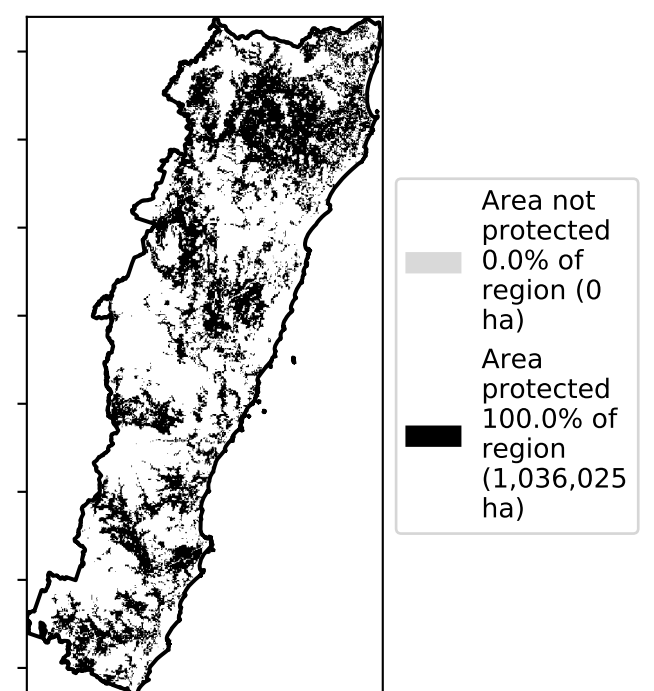 Area not
protected
0.0% of
region (0
ha)
Area
protected
100.0% of
region
(1,036,025
ha)